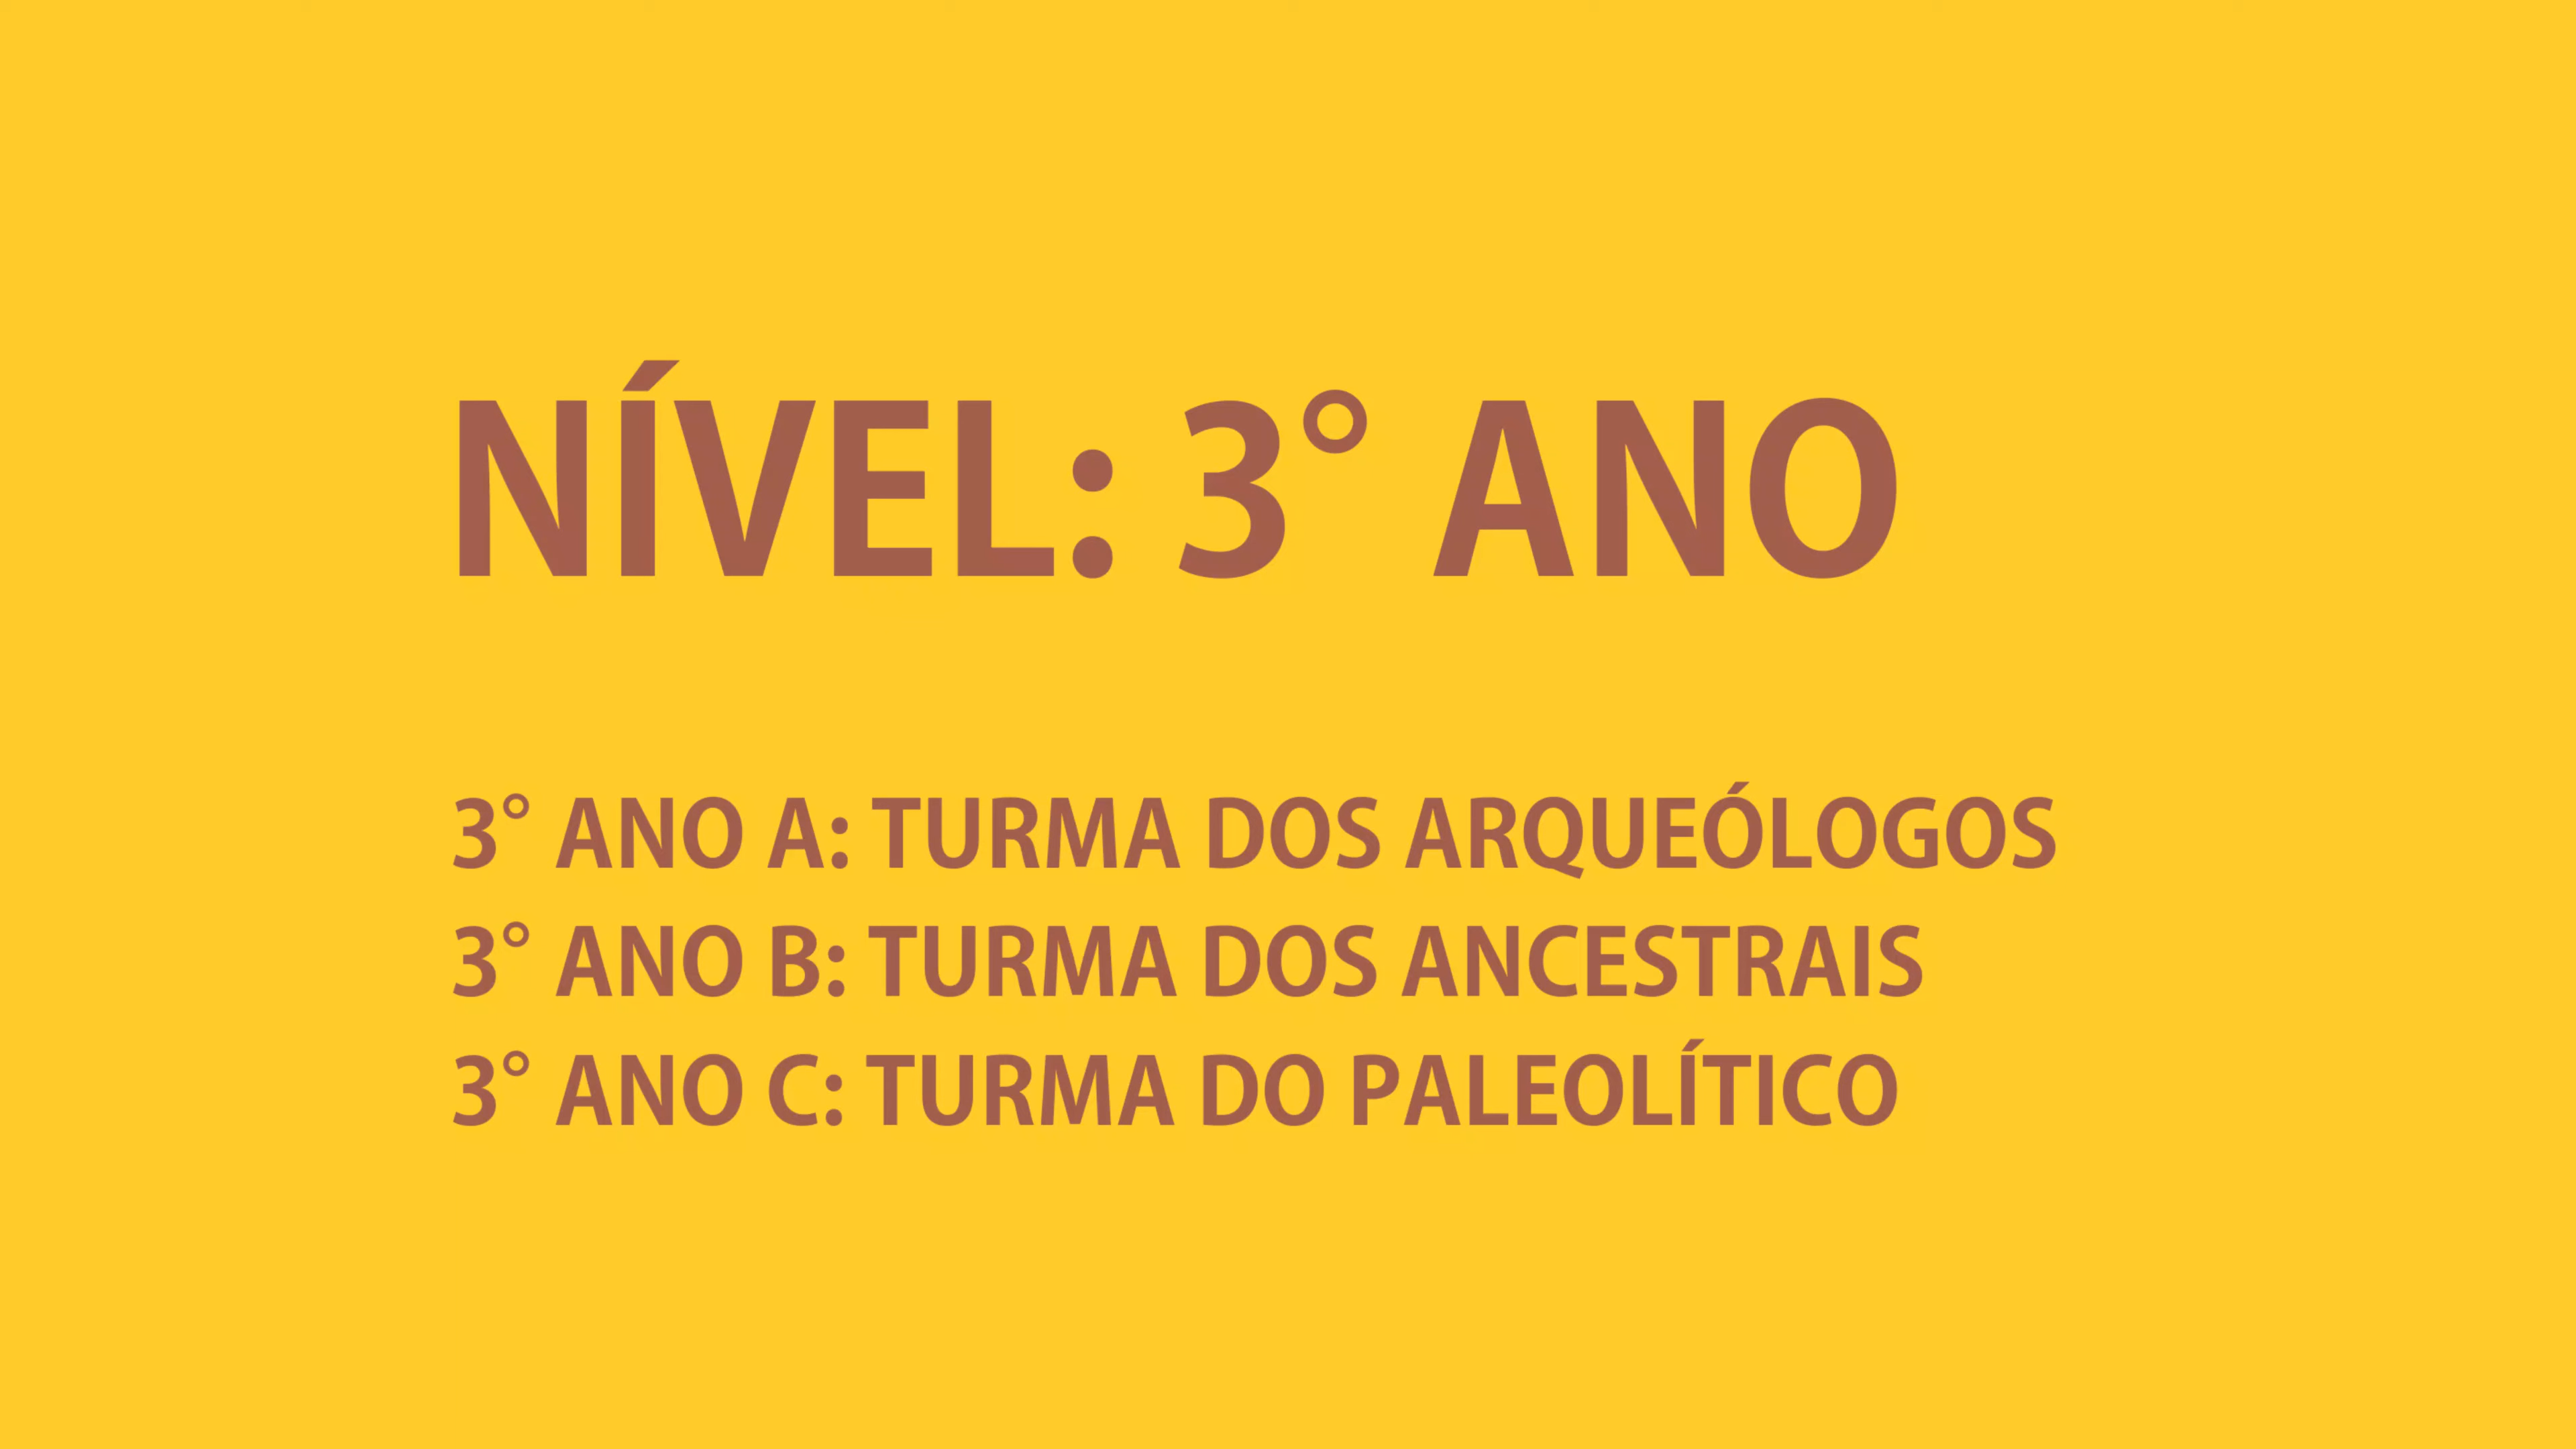 NÍVEL: 3° ANO
3° ANO A: TURMA DOS ARQUEÓLOGOS
3° ANO B: TURMA DOS ANCESTRAIS
3° ANO C: TURMA DO PALEOLÍTICO